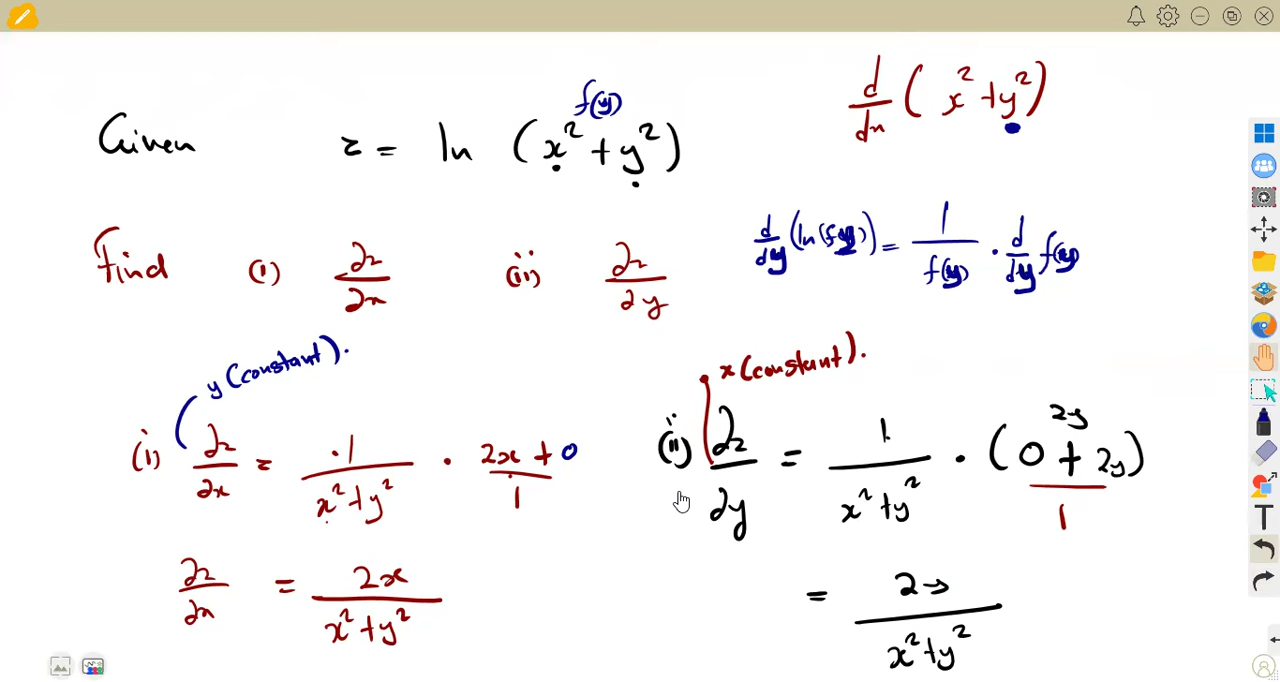 f(y)
d/dx ( x² + y² )
Given z = ln ( x² + y² )
d/dy (ln(f(y))) = 1/f(y) · d/dy f(y)
Find (i) ∂z/∂x (ii) ∂z/∂y
y (constant).
x (constant).
(i) ∂z/∂x = 1/(x² + y²) · (2x + 0)/1
2y
(ii) ∂z/∂y = 1/(x² + y²) · (0 + 2y)/1
∂z/∂x = 2x/(x² + y²)
= 2y/(x² + y²)
T